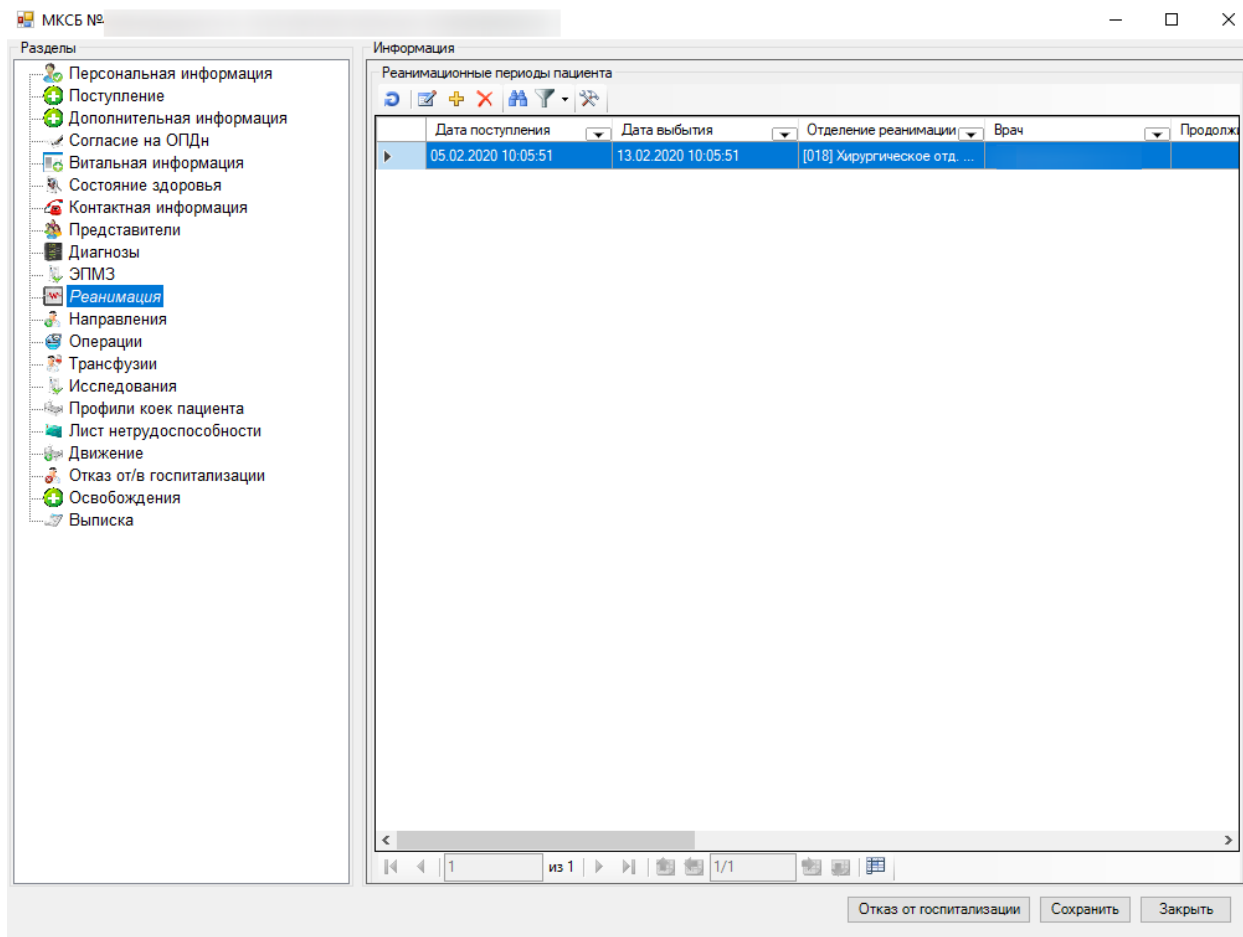 МКСБ №
Разделы
Персональная информация
Поступление
Дополнительная информация
Согласие на ОПДн
Витальная информация
Состояние здоровья
Контактная информация
Представители
Диагнозы
ЭПМЗ
Реанимация
Направления
Операции
Трансфузии
Исследования
Профили коек пациента
Лист нетрудоспособности
Движение
Отказ от/в госпитализации
Освобождения
Выписка
Информация
Реанимационные периоды пациента
Дата поступления Дата выбытия Отделение реанимации Врач Продолжи
05.02.2020 10:05:51 13.02.2020 10:05:51 [018] Хирургическое отд. ...
1 из 1 1/1
Отказ от госпитализации Сохранить Закрыть